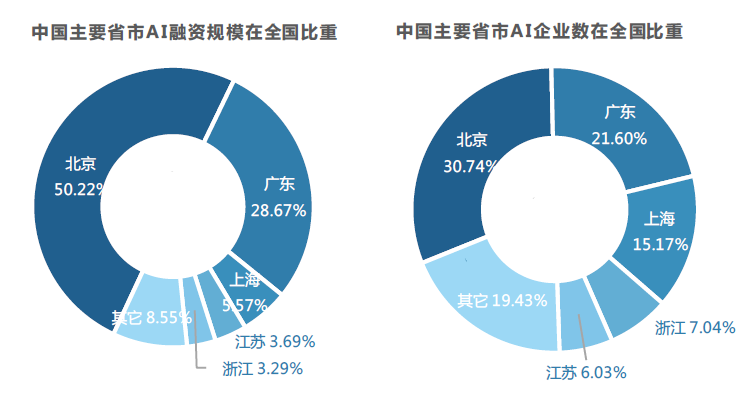 中国主要省市AI融资规模在全国比重
北京
50.22%
广东
28.67%
上海
5.57%
其它 8.55%
江苏 3.69%
浙江 3.29%
中国主要省市AI企业数在全国比重
广东
21.60%
北京
30.74%
上海
15.17%
其它 19.43%
浙江 7.04%
江苏 6.03%